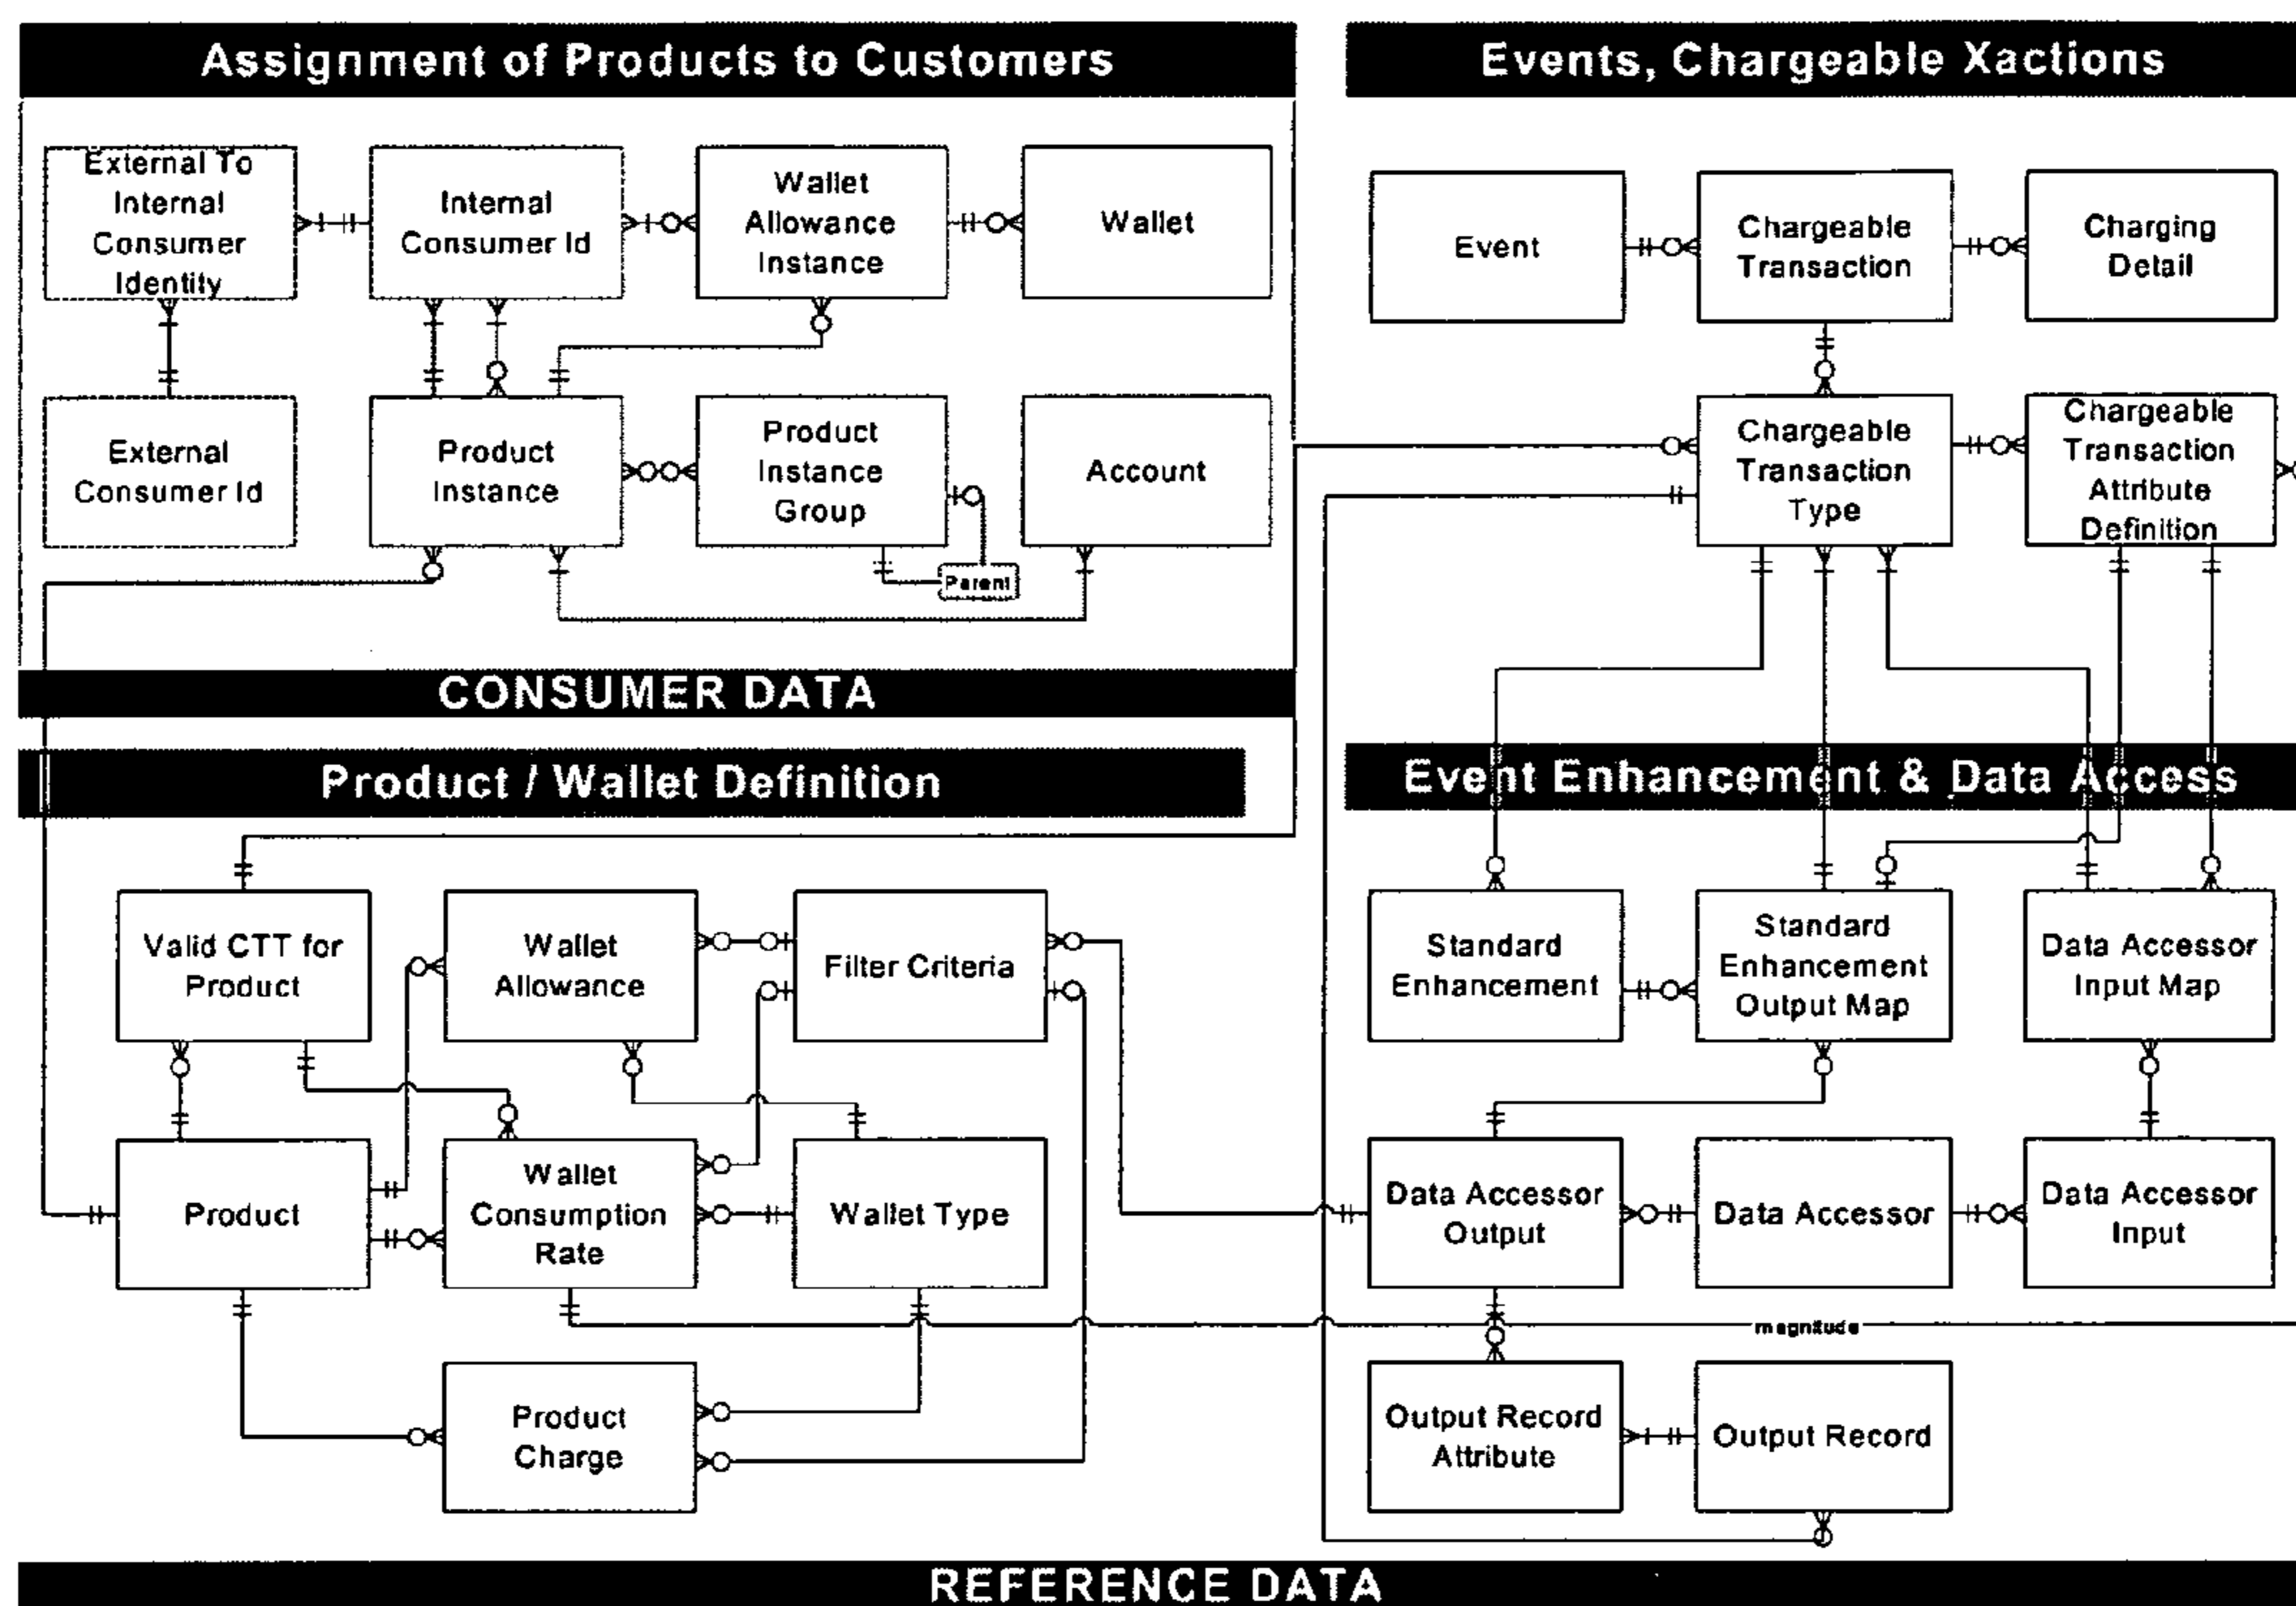 Assignment of Products to Customers
External To
Internal
Consumer
Identity
Internal
Consumer Id
Wallet
Allowance
Instance
Wallet
External
Consumer Id
Product
Instance
Product
Instance
Group
Account
Parent
CONSUMER DATA
Events, Chargeable Xactions
Event
Chargeable
Transaction
Charging
Detail
Chargeable
Transaction
Type
Chargeable
Transaction
Attribute
Definition
Product / Wallet Definition
Valid CTT for
Product
Wallet
Allowance
Filter Criteria
Product
Wallet
Consumption
Rate
Wallet Type
Product
Charge
Event Enhancement & Data Access
Standard
Enhancement
Standard
Enhancement
Output Map
Data Accessor
Input Map
Data Accessor
Output
Data Accessor
Data Accessor
Input
magnitude
Output Record
Attribute
Output Record
REFERENCE DATA